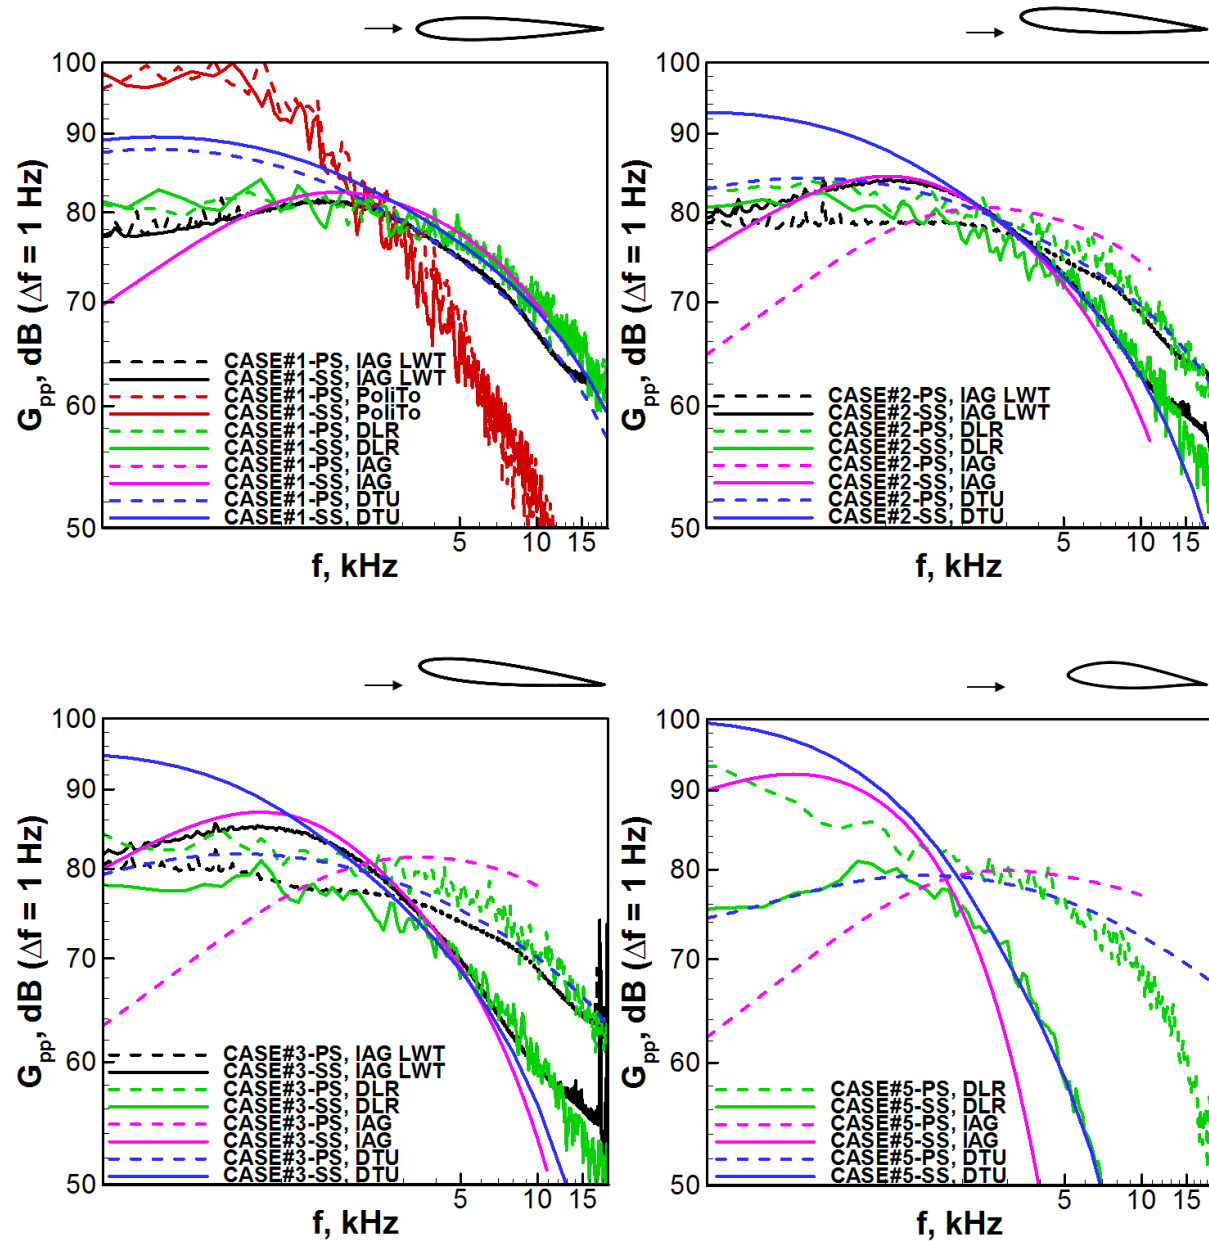 100
90
80
70
60
50
G_pp, dB (Δf = 1 Hz)
CASE#1-PS, IAG LWT
CASE#1-SS, IAG LWT
CASE#1-PS, PoliTo
CASE#1-SS, PoliTo
CASE#1-PS, DLR
CASE#1-SS, DLR
CASE#1-PS, IAG
CASE#1-SS, IAG
CASE#1-PS, DTU
CASE#1-SS, DTU
5 10 15
f, kHz
100
90
80
70
60
50
G_pp, dB (Δf = 1 Hz)
CASE#2-PS, IAG LWT
CASE#2-SS, IAG LWT
CASE#2-PS, DLR
CASE#2-SS, DLR
CASE#2-PS, IAG
CASE#2-SS, IAG
CASE#2-PS, DTU
CASE#2-SS, DTU
5 10 15
f, kHz
100
90
80
70
60
50
G_pp, dB (Δf = 1 Hz)
CASE#3-PS, IAG LWT
CASE#3-SS, IAG LWT
CASE#3-PS, DLR
CASE#3-SS, DLR
CASE#3-PS, IAG
CASE#3-SS, IAG
CASE#3-PS, DTU
CASE#3-SS, DTU
5 10 15
f, kHz
100
90
80
70
60
50
G_pp, dB (Δf = 1 Hz)
CASE#5-PS, DLR
CASE#5-SS, DLR
CASE#5-PS, IAG
CASE#5-SS, IAG
CASE#5-PS, DTU
CASE#5-SS, DTU
5 10 15
f, kHz